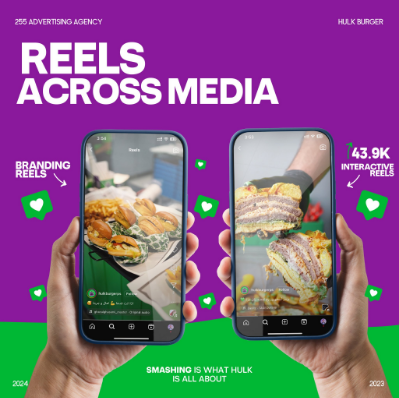 255 ADVERTISING AGENCY
HULK BURGER
REELS
ACROSS MEDIA
BRANDING
REELS
43.9K
INTERACTIVE
REELS
Reels
SMASHING IS WHAT HULK
IS ALL ABOUT
2024
2023